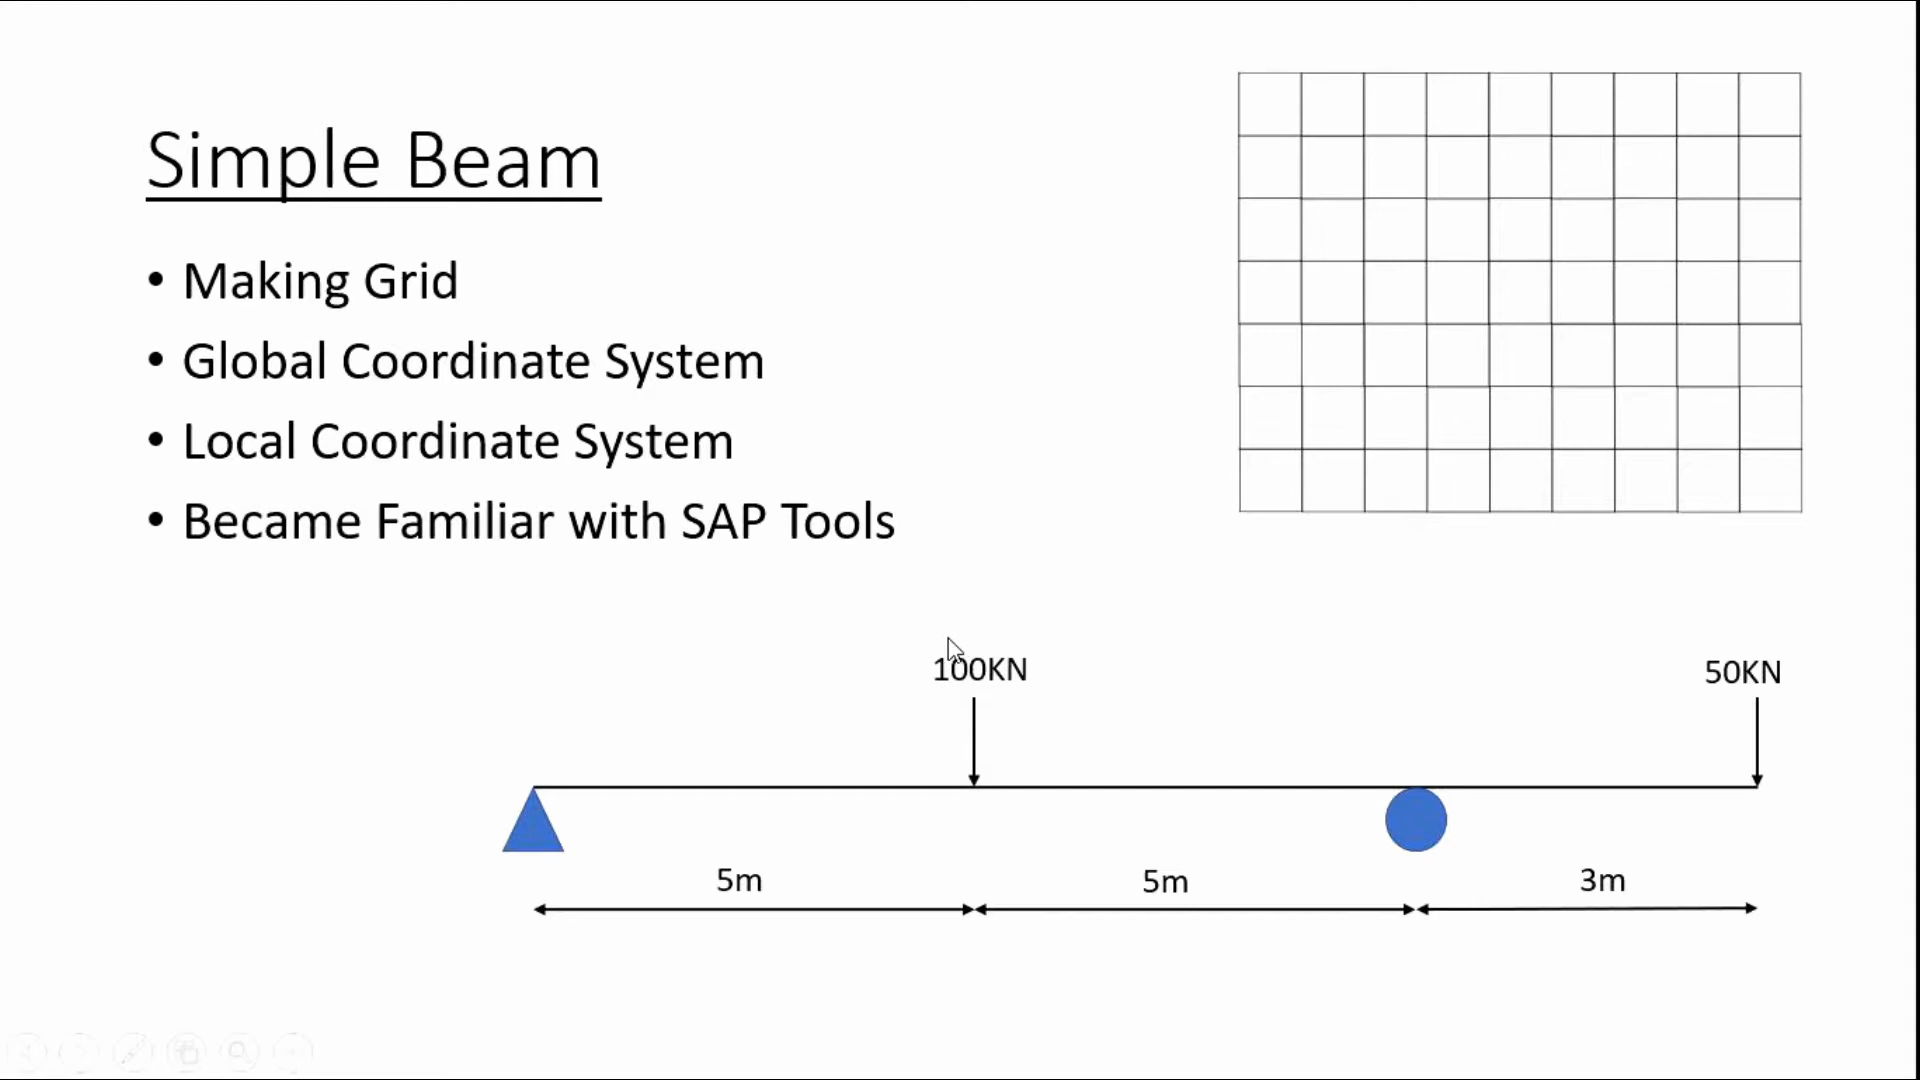 Simple Beam
• Making Grid
• Global Coordinate System
• Local Coordinate System
• Became Familiar with SAP Tools
100KN
50KN
5m
5m
3m